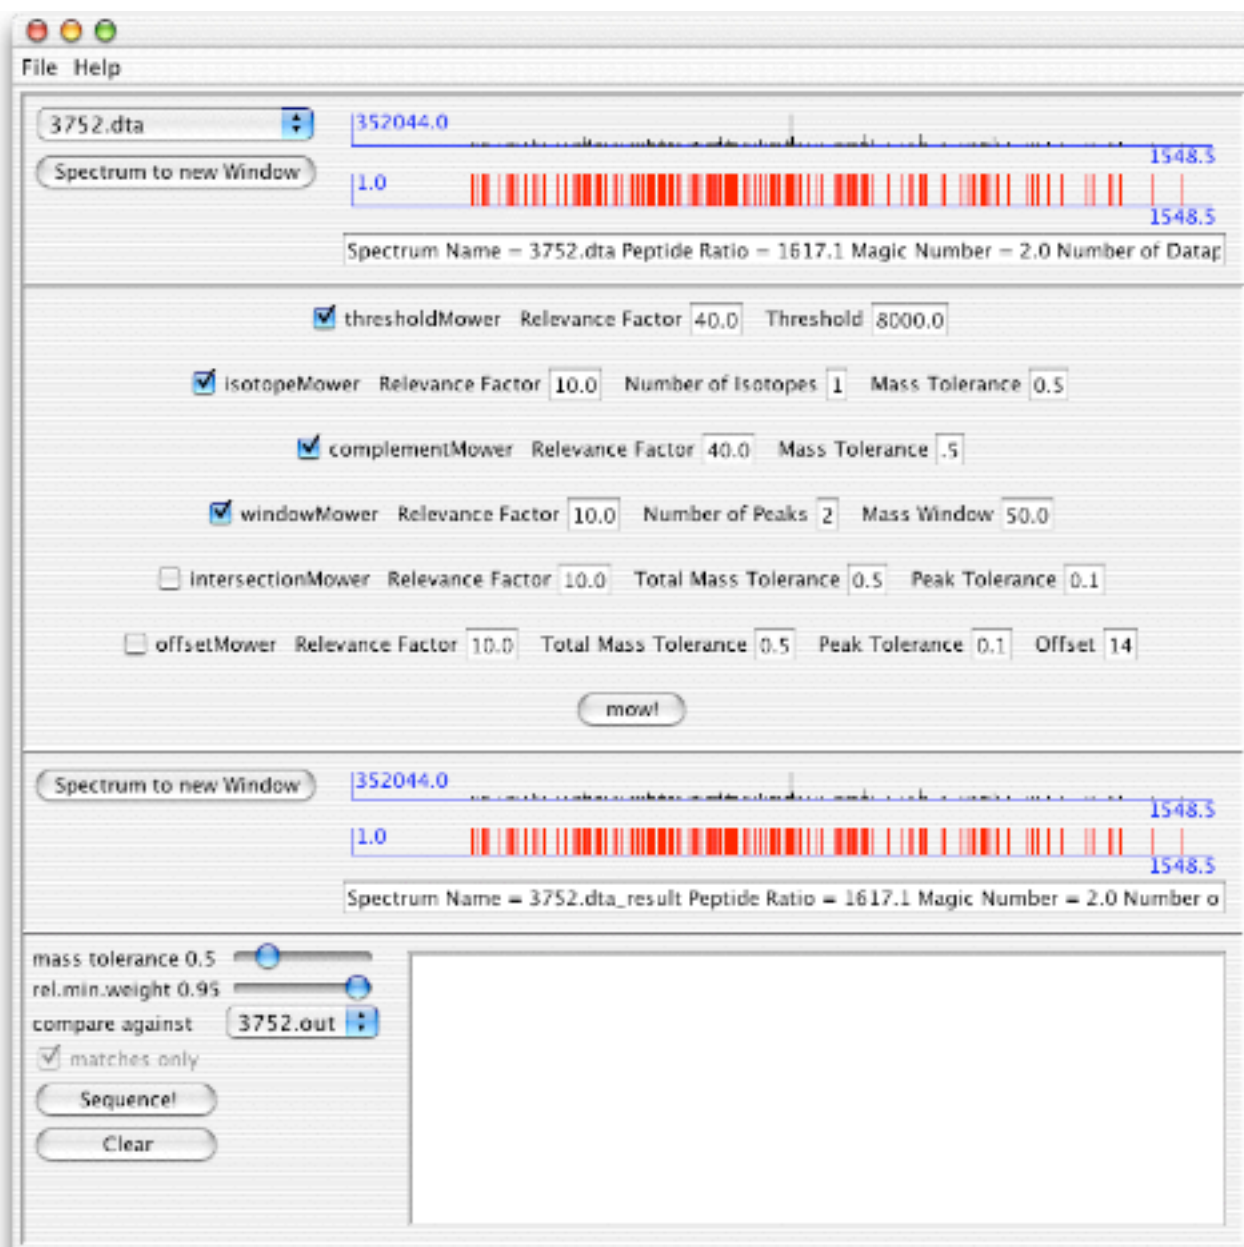 File Help
3752.dta
352044.0
1548.5
Spectrum to new Window
1.0
1548.5
Spectrum Name = 3752.dta Peptide Ratio = 1617.1 Magic Number = 2.0 Number of Datap
thresholdMower Relevance Factor 40.0 Threshold 8000.0
isotopeMower Relevance Factor 10.0 Number of Isotopes 1 Mass Tolerance 0.5
complementMower Relevance Factor 40.0 Mass Tolerance .5
windowMower Relevance Factor 10.0 Number of Peaks 2 Mass Window 50.0
intersectionMower Relevance Factor 10.0 Total Mass Tolerance 0.5 Peak Tolerance 0.1
offsetMower Relevance Factor 10.0 Total Mass Tolerance 0.5 Peak Tolerance 0.1 Offset 14
mow!
Spectrum to new Window
352044.0
1548.5
1.0
1548.5
Spectrum Name = 3752.dta_result Peptide Ratio = 1617.1 Magic Number = 2.0 Number o
mass tolerance 0.5
rel.min.weight 0.95
compare against 3752.out
matches only
Sequence!
Clear